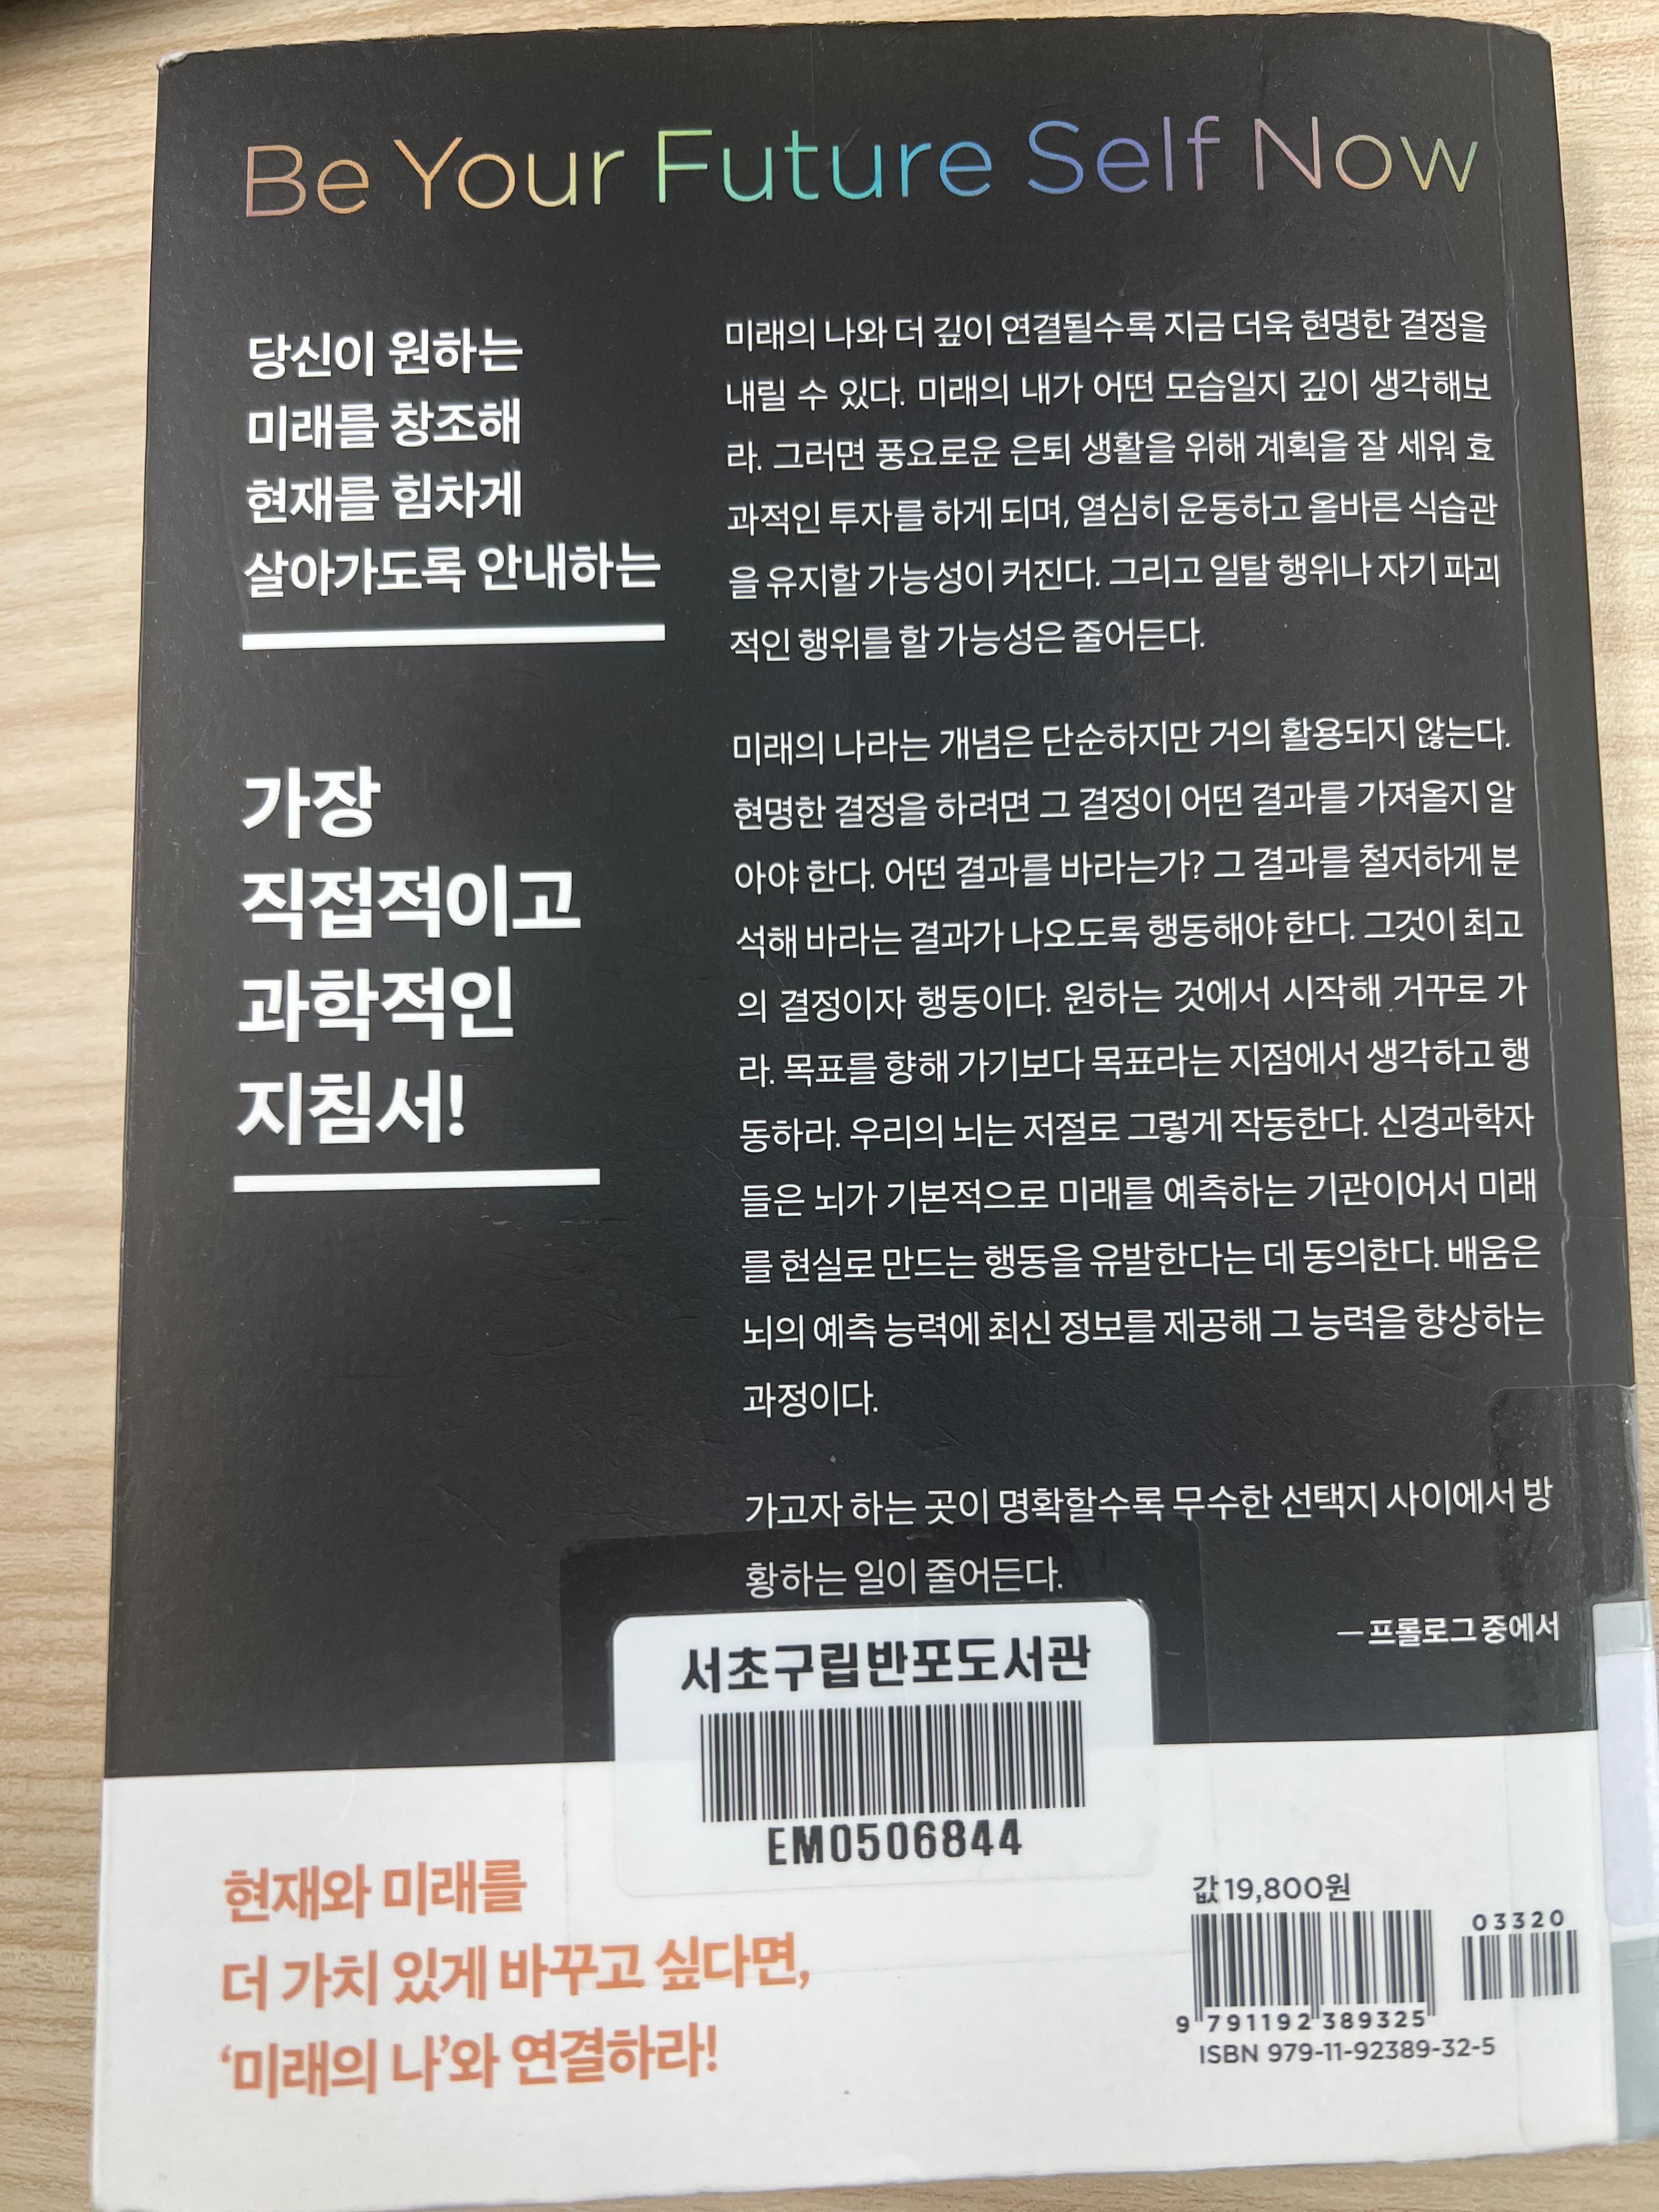 Be Your Future Self Now
당신이 원하는
미래를 창조해
현재를 힘차게
살아가도록 안내하는
가장
직접적이고
과학적인
지침서!
미래의 나와 더 깊이 연결될수록 지금 더욱 현명한 결정을
내릴 수 있다. 미래의 내가 어떤 모습일지 깊이 생각해보
라. 그러면 풍요로운 은퇴 생활을 위해 계획을 잘 세워 효
과적인 투자를 하게 되며, 열심히 운동하고 올바른 식습관
을 유지할 가능성이 커진다. 그리고 일탈 행위나 자기 파괴
적인 행위를 할 가능성은 줄어든다.
미래의 나라는 개념은 단순하지만 거의 활용되지 않는다.
현명한 결정을 하려면 그 결정이 어떤 결과를 가져올지 알
아야 한다. 어떤 결과를 바라는가? 그 결과를 철저하게 분
석해 바라는 결과가 나오도록 행동해야 한다. 그것이 최고
의 결정이자 행동이다. 원하는 것에서 시작해 거꾸로 가
라. 목표를 향해 가기보다 목표라는 지점에서 생각하고 행
동하라. 우리의 뇌는 저절로 그렇게 작동한다. 신경과학자
들은 뇌가 기본적으로 미래를 예측하는 기관이어서 미래
를 현실로 만드는 행동을 유발한다는 데 동의한다. 배움은
뇌의 예측 능력에 최신 정보를 제공해 그 능력을 향상하는
과정이다.
가고자 하는 곳이 명확할수록 무수한 선택지 사이에서 방
황하는 일이 줄어든다.
— 프롤로그 중에서
서초구립반포도서관
EM0506844
현재와 미래를
더 가치 있게 바꾸고 싶다면,
‘미래의 나’와 연결하라!
값 19,800원
03320
9 791192 389325
ISBN 979-11-92389-32-5